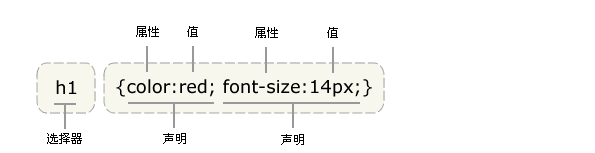 属性 值 属性 值
h1 {color:red; font-size:14px;}
选择器 声明 声明